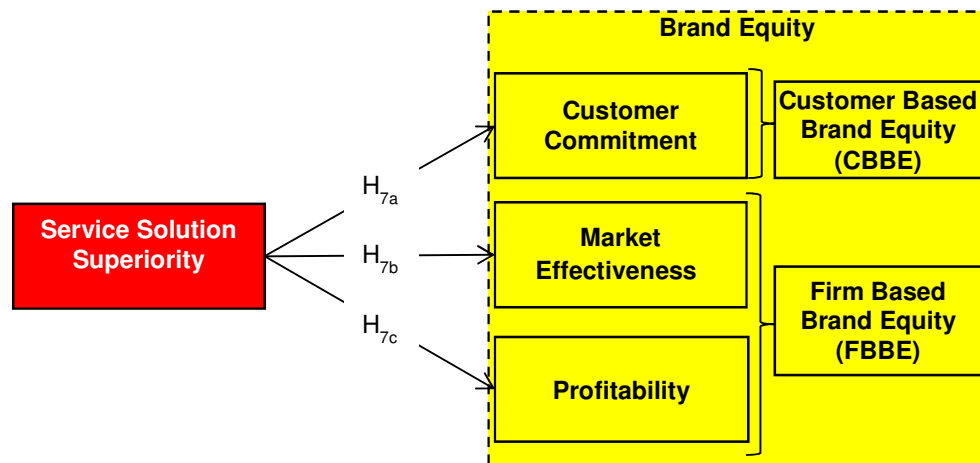 Brand Equity
Customer
Commitment
Customer Based
Brand Equity
(CBBE)
H7a
Service Solution
Superiority
H7b
Market
Effectiveness
H7c
Firm Based
Brand Equity
(FBBE)
Profitability